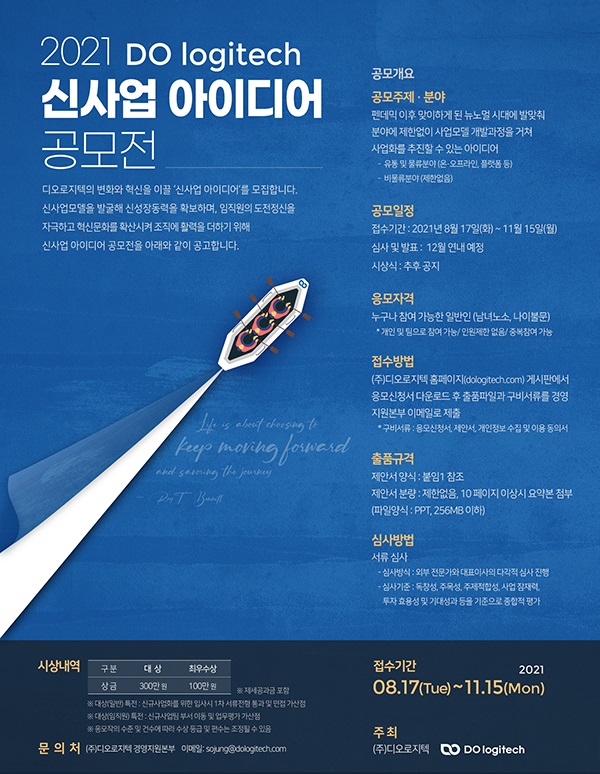 2021 DO logitech
신사업 아이디어
공모전
디오로지텍의 변화와 혁신을 이끌 '신사업 아이디어'를 모집합니다.
신사업모델을 발굴해 신성장동력을 확보하며, 임직원의 도전정신을
자극하고 혁신문화를 확산시켜 조직에 활력을 더하기 위해
신사업 아이디어 공모전을 아래와 같이 공고합니다.
Life is about choosing to
keep moving forward
and savoring the journey
공모개요
공모주제 · 분야
펜데믹 이후 맞이하게 된 뉴노멀 시대에 발맞춰
분야에 제한없이 사업모델 개발과정을 거쳐
사업화를 추진할 수 있는 아이디어
- 유통 및 물류분야 (온·오프라인, 플랫폼 등)
- 비물류분야 (제한없음)
공모일정
접수기간 : 2021년 8월 17일(화) ~ 11월 15일(월)
심사 및 발표 : 12월 연내 예정
시상식 : 추후 공지
응모자격
누구나 참여 가능한 일반인 (남녀노소, 나이불문)
* 개인 및 팀으로 참여 가능/ 인원제한 없음/ 중복참여 가능
접수방법
(주)디오로지텍 홈페이지(dologitech.com) 게시판에서
응모신청서 다운로드 후 출품파일과 구비서류를 경영
지원본부 이메일로 제출
* 구비서류 : 응모신청서, 제안서, 개인정보 수집 및 이용 동의서
출품규격
제안서 양식 : 붙임1 참조
제안서 분량 : 제한없음, 10 페이지 이상시 요약본 첨부
(파일양식 : PPT, 256MB 이하)
심사방법
서류 심사
- 심사방식 : 외부 전문가와 대표이사의 다각적 심사 진행
- 심사기준 : 독창성, 주목성, 주제적합성, 사업 잠재력,
투자 효용성 및 기대성과 등을 기준으로 종합적 평가
시상내역
구 분 대 상 최우수상
상 금 300만 원 100만 원
※ 제세공과금 포함
※ 대상(일반) 특전 : 신규사업화를 위한 입사시 1차 서류전형 통과 및 면접 가산점
※ 대상(임직원) 특전 : 신규사업팀 부서 이동 및 업무평가 가산점
※ 응모작의 수준 및 건수에 따라 수상 등급 및 편수는 조정될 수 있음
문 의 처 (주)디오로지텍 경영지원본부 이메일: sojung@dologitech.com
접수기간
2021
08.17(Tue) ~ 11.15(Mon)
주 최
(주)디오로지텍 DO logitech